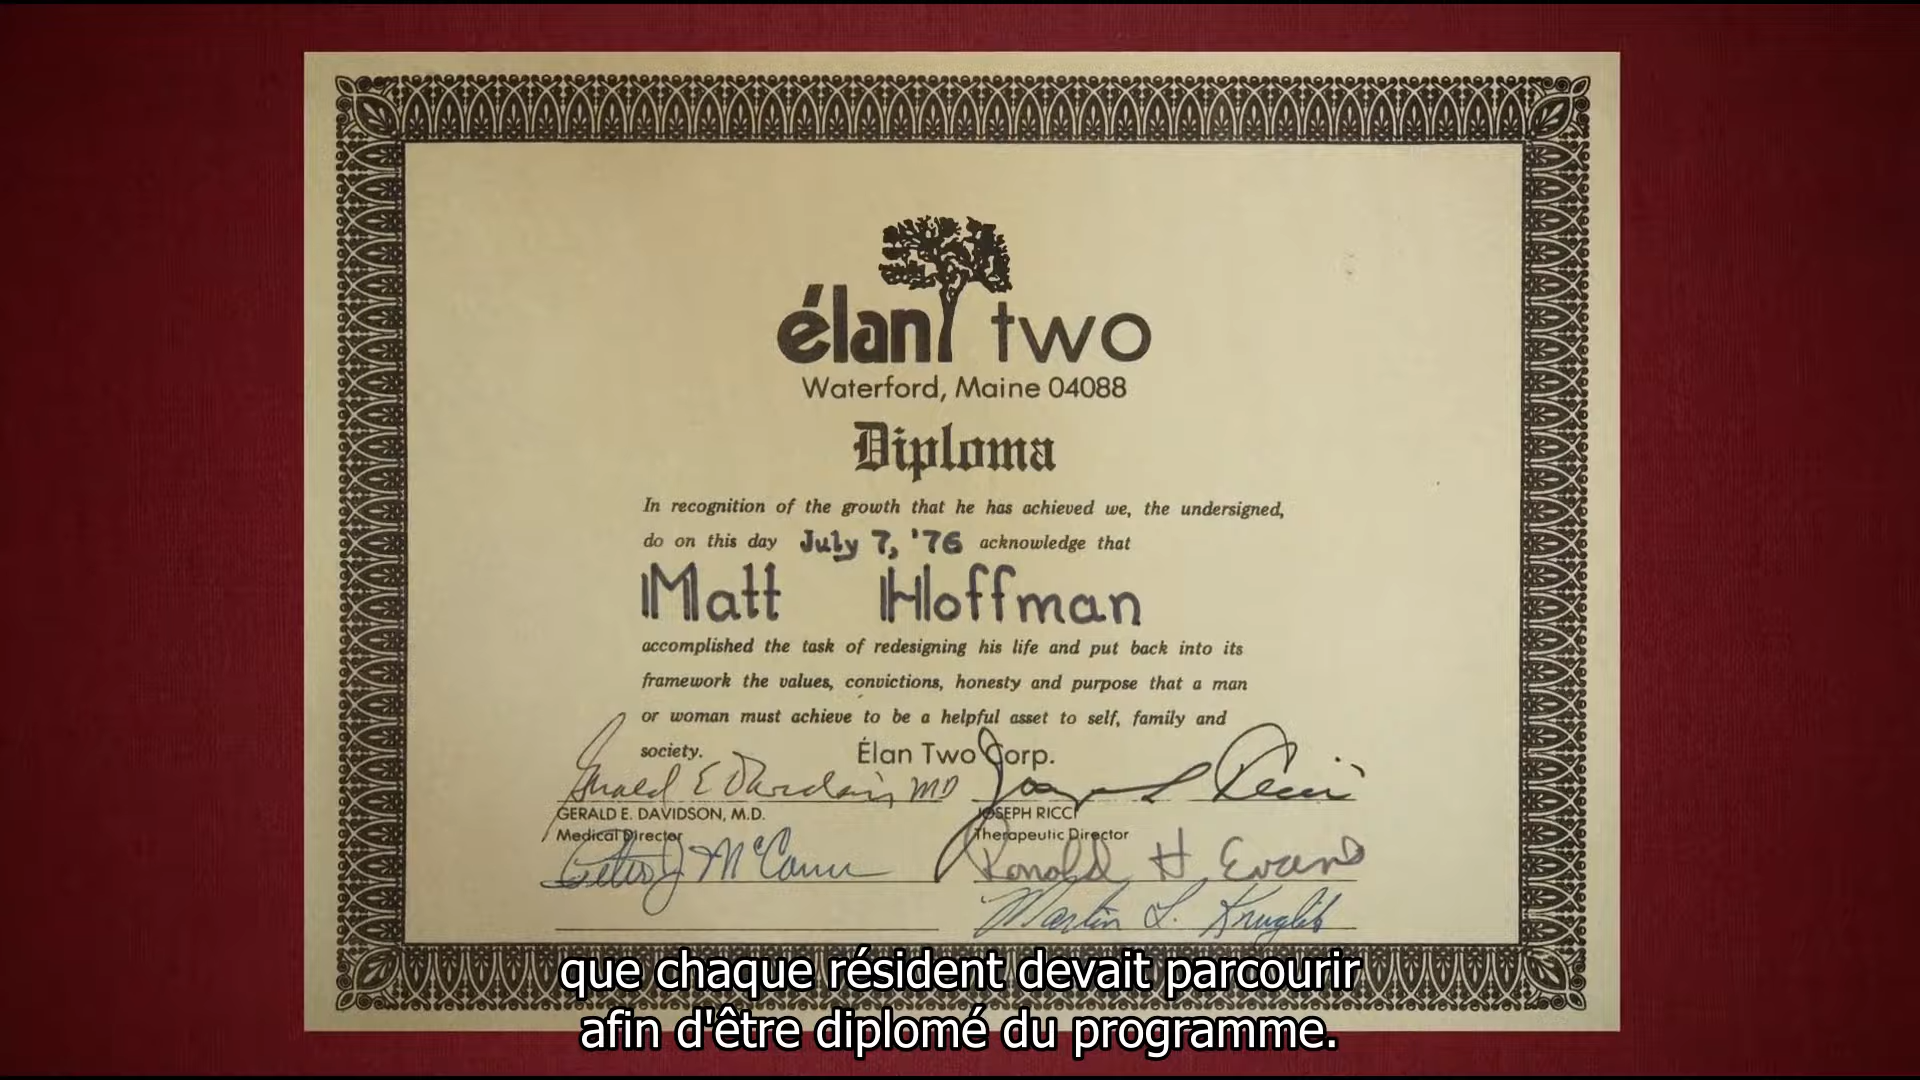 élan two
Waterford, Maine 04088
Diploma
In recognition of the growth that he has achieved we, the undersigned,
do on this day July 7, '76 acknowledge that
Matt Hoffman
accomplished the task of redesigning his life and put back into its
framework the values, convictions, honesty and purpose that a man
or woman must achieve to be a helpful asset to self, family and
society.
Élan Two Corp.
Gerald E Davidson MD
Joseph Ricci
GERALD E. DAVIDSON, M.D.
JOSEPH RICCI
Medical Director
Therapeutic Director
Peter J McCann
Ronald H Evans
Martin L.
que chaque résident devait parcourir
afin d'être diplomé du programme.